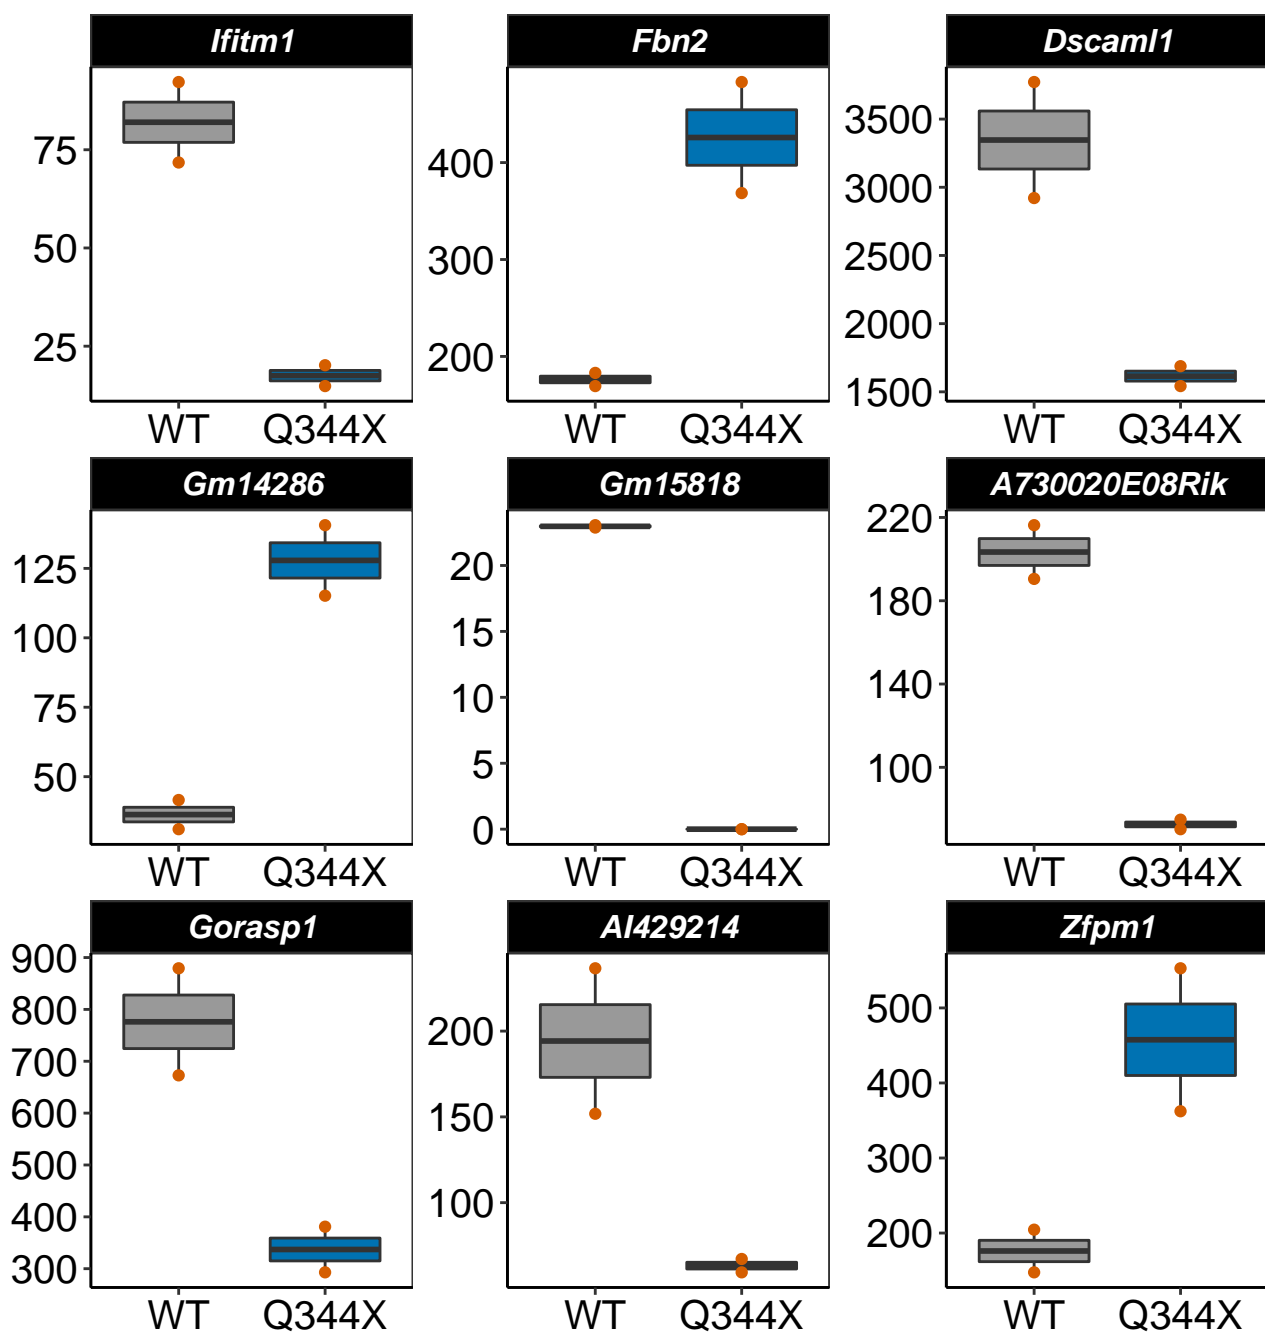 Ifitm1
Fbn2
Dscaml1
75
50
25
400
300
200
3500
3000
2500
2000
1500
WT Q344X
WT Q344X
WT Q344X
Gm14286
Gm15818
A730020E08Rik
125
100
75
50
20
15
10
5
0
220
180
140
100
WT Q344X
WT Q344X
WT Q344X
Gorasp1
AI429214
Zfpm1
900
800
700
600
500
400
300
200
150
100
500
400
300
200
WT Q344X
WT Q344X
WT Q344X